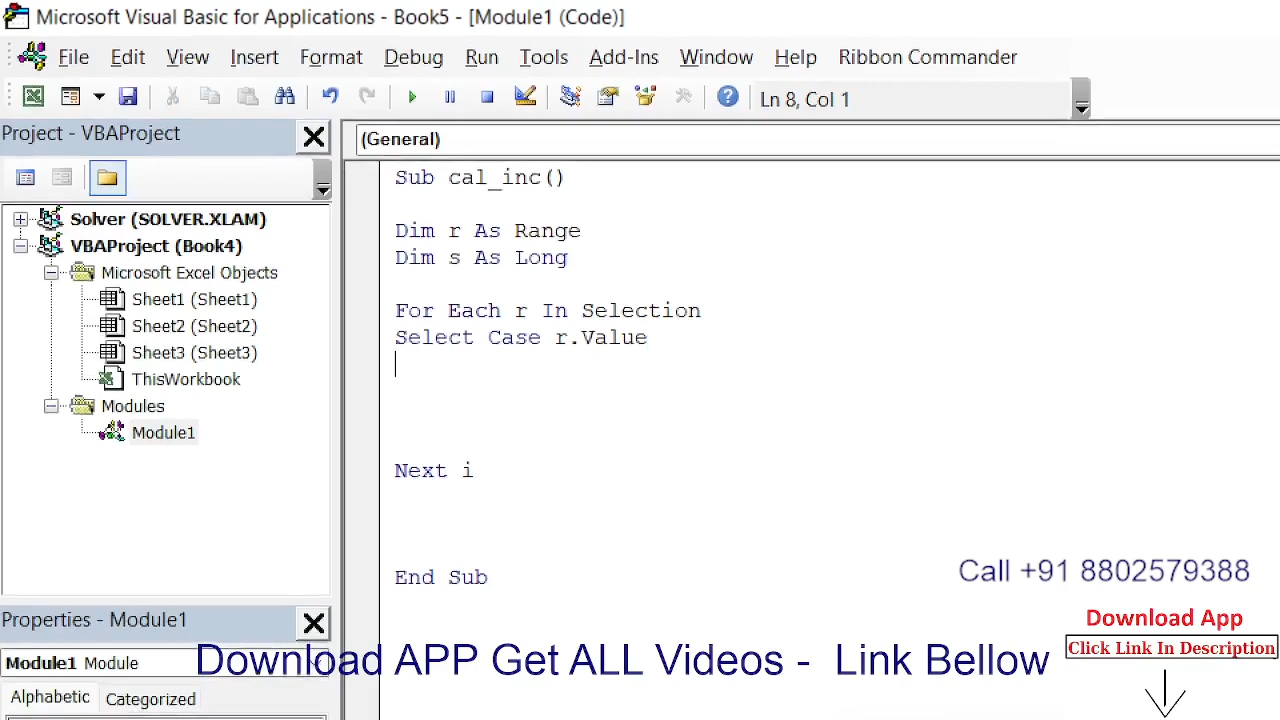 Microsoft Visual Basic for Applications - Book5 - [Module1 (Code)]
File Edit View Insert Format Debug Run Tools Add-Ins Window Help Ribbon Commander
Ln 8, Col 1
Project - VBAProject
(General)
Solver (SOLVER.XLAM)
VBAProject (Book4)
Microsoft Excel Objects
Sheet1 (Sheet1)
Sheet2 (Sheet2)
Sheet3 (Sheet3)
ThisWorkbook
Modules
Module1
Sub cal_inc()
Dim r As Range
Dim s As Long
For Each r In Selection
Select Case r.Value
Next i
End Sub
Properties - Module1
Module1 Module
Alphabetic Categorized
Call +91 8802579388
Download App
Click Link In Description
Download APP Get ALL Videos - Link Bellow